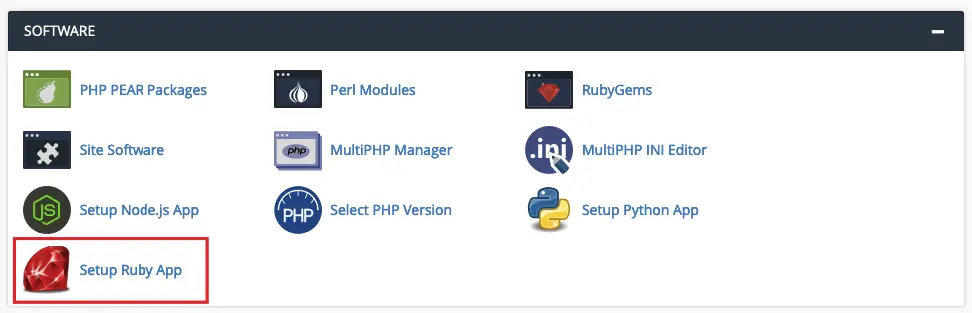 SOFTWARE
PHP PEAR Packages
Perl Modules
RubyGems
Site Software
php
MultiPHP Manager
.ini
MultiPHP INI Editor
JS
Setup Node.js App
PHP
Select PHP Version
Setup Python App
Setup Ruby App